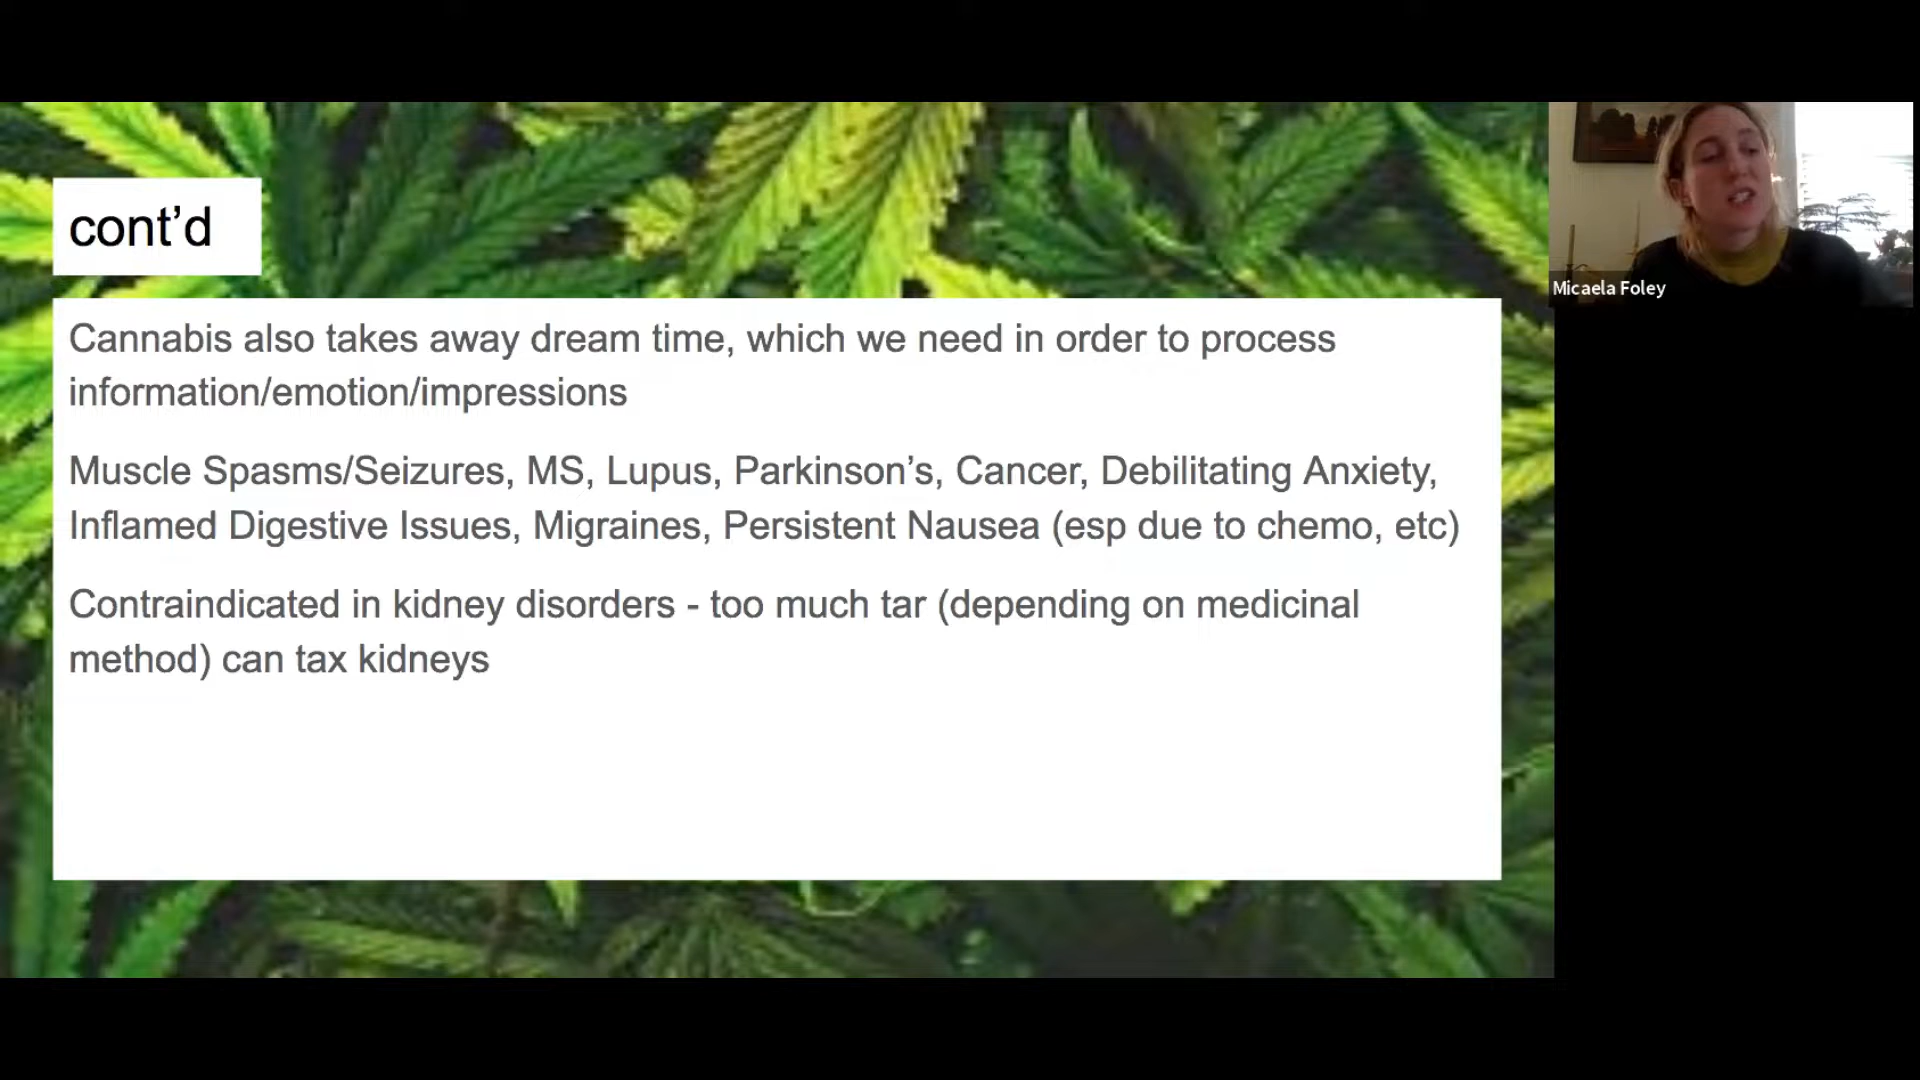 cont’d
Cannabis also takes away dream time, which we need in order to process
information/emotion/impressions
Muscle Spasms/Seizures, MS, Lupus, Parkinson’s, Cancer, Debilitating Anxiety,
Inflamed Digestive Issues, Migraines, Persistent Nausea (esp due to chemo, etc)
Contraindicated in kidney disorders - too much tar (depending on medicinal
method) can tax kidneys
Micaela Foley